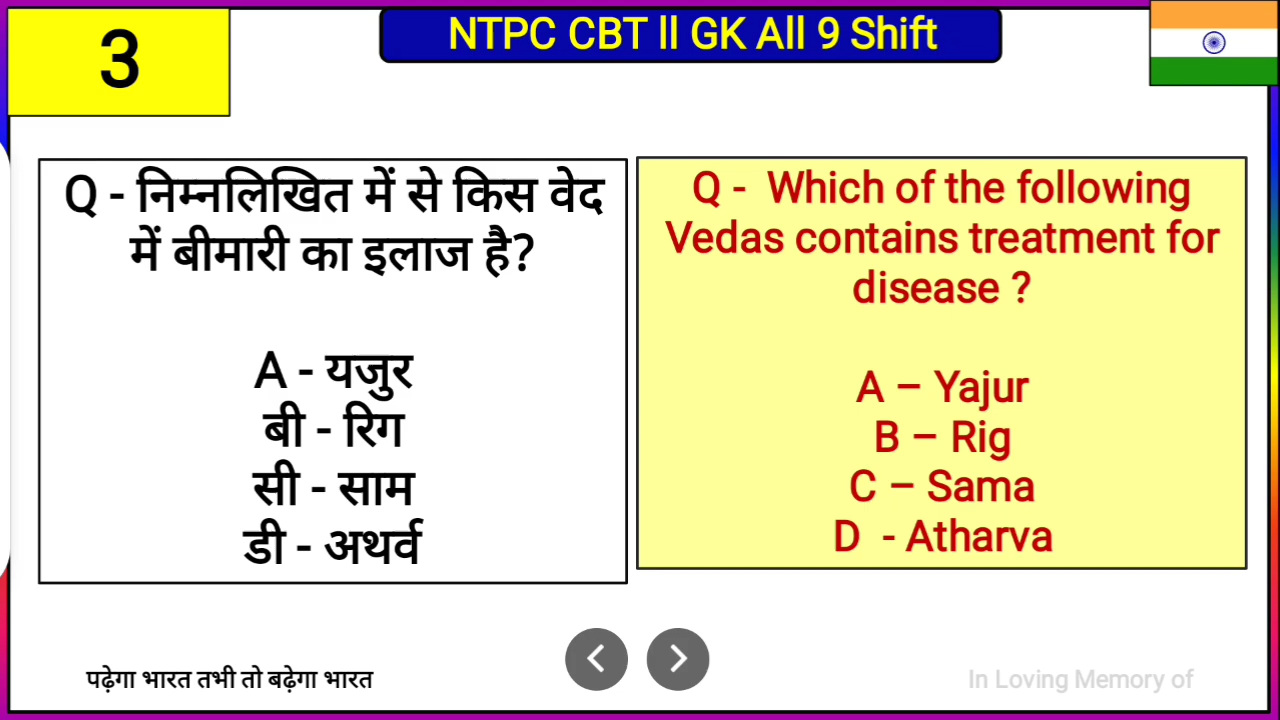 3
NTPC CBT ll GK All 9 Shift
Q - निम्नलिखित में से किस वेद
में बीमारी का इलाज है?
A - यजुर
बी - रिग
सी - साम
डी - अथर्व
Q - Which of the following
Vedas contains treatment for
disease ?
A – Yajur
B – Rig
C – Sama
D - Atharva
पढ़ेगा भारत तभी तो बढ़ेगा भारत
In Loving Memory of